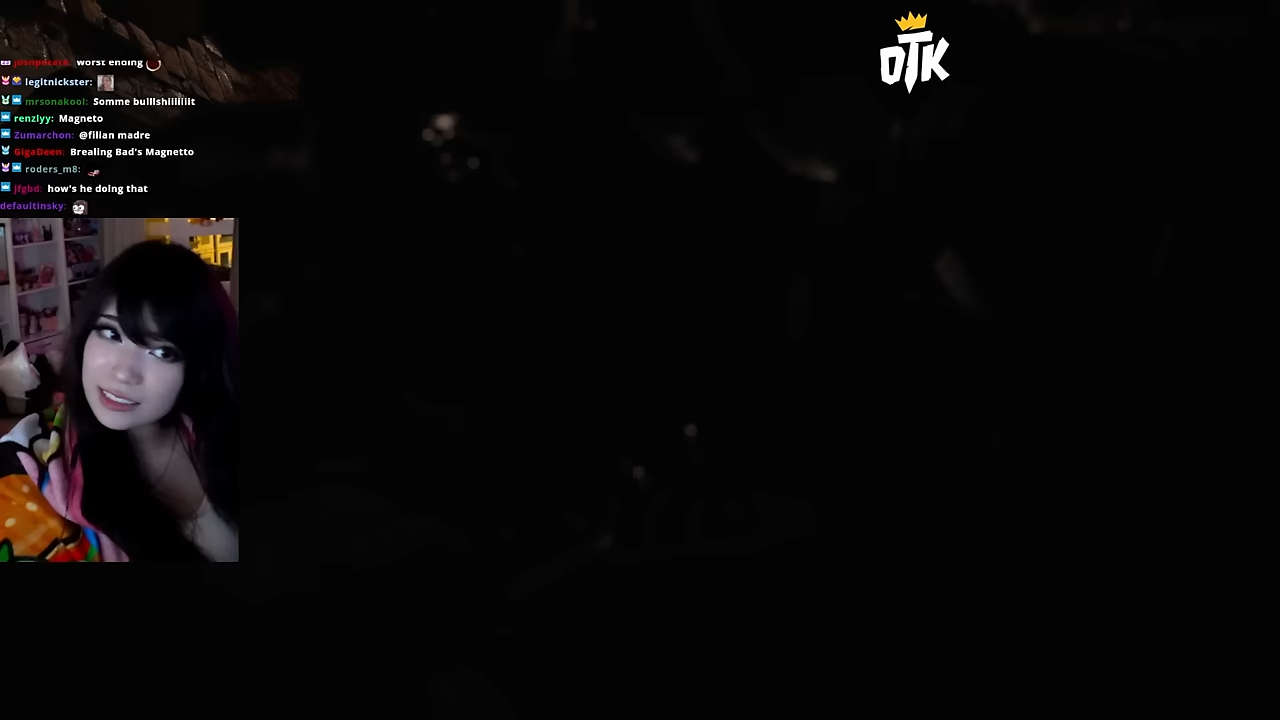 OTK
worst ending
legitnickster:
mrsonakool: Somme bullshiiiiiiit
renzlyy: Magneto
Zumarchon: @filian madre
GigaDeen: Brealing Bad's Magnetto
roders_m8:
jfgbd: how's he doing that
defaultinsky: